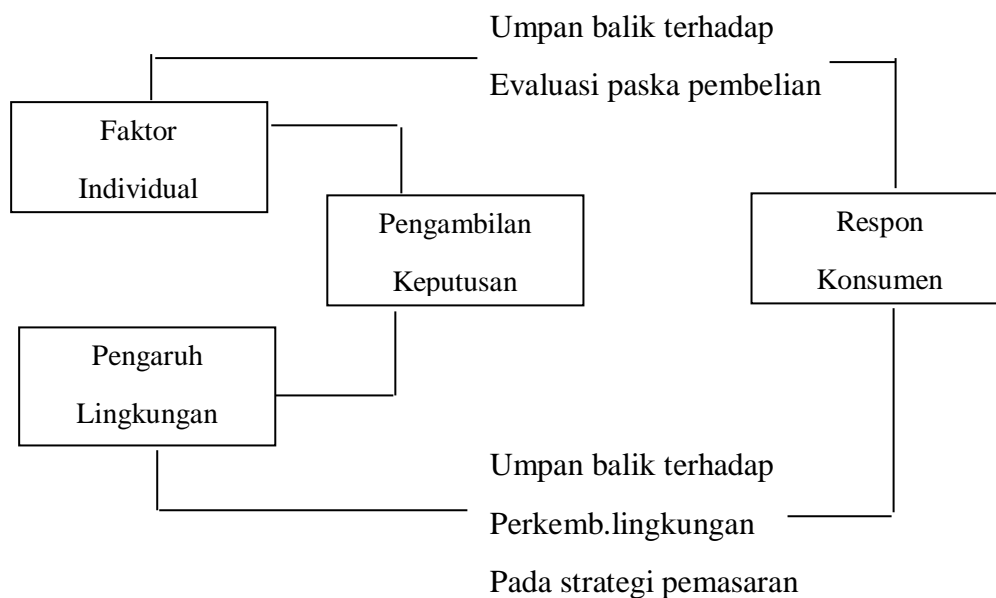 Umpan balik terhadap
Evaluasi paska pembelian
Faktor
Individual
Pengambilan
Keputusan
Respon
Konsumen
Pengaruh
Lingkungan
Umpan balik terhadap
Perkemb.lingkungan
Pada strategi pemasaran